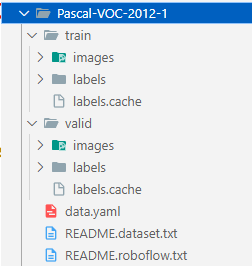 Pascal-VOC-2012-1
train
images
labels
labels.cache
valid
images
labels
labels.cache
data.yaml
README.dataset.txt
README.roboflow.txt